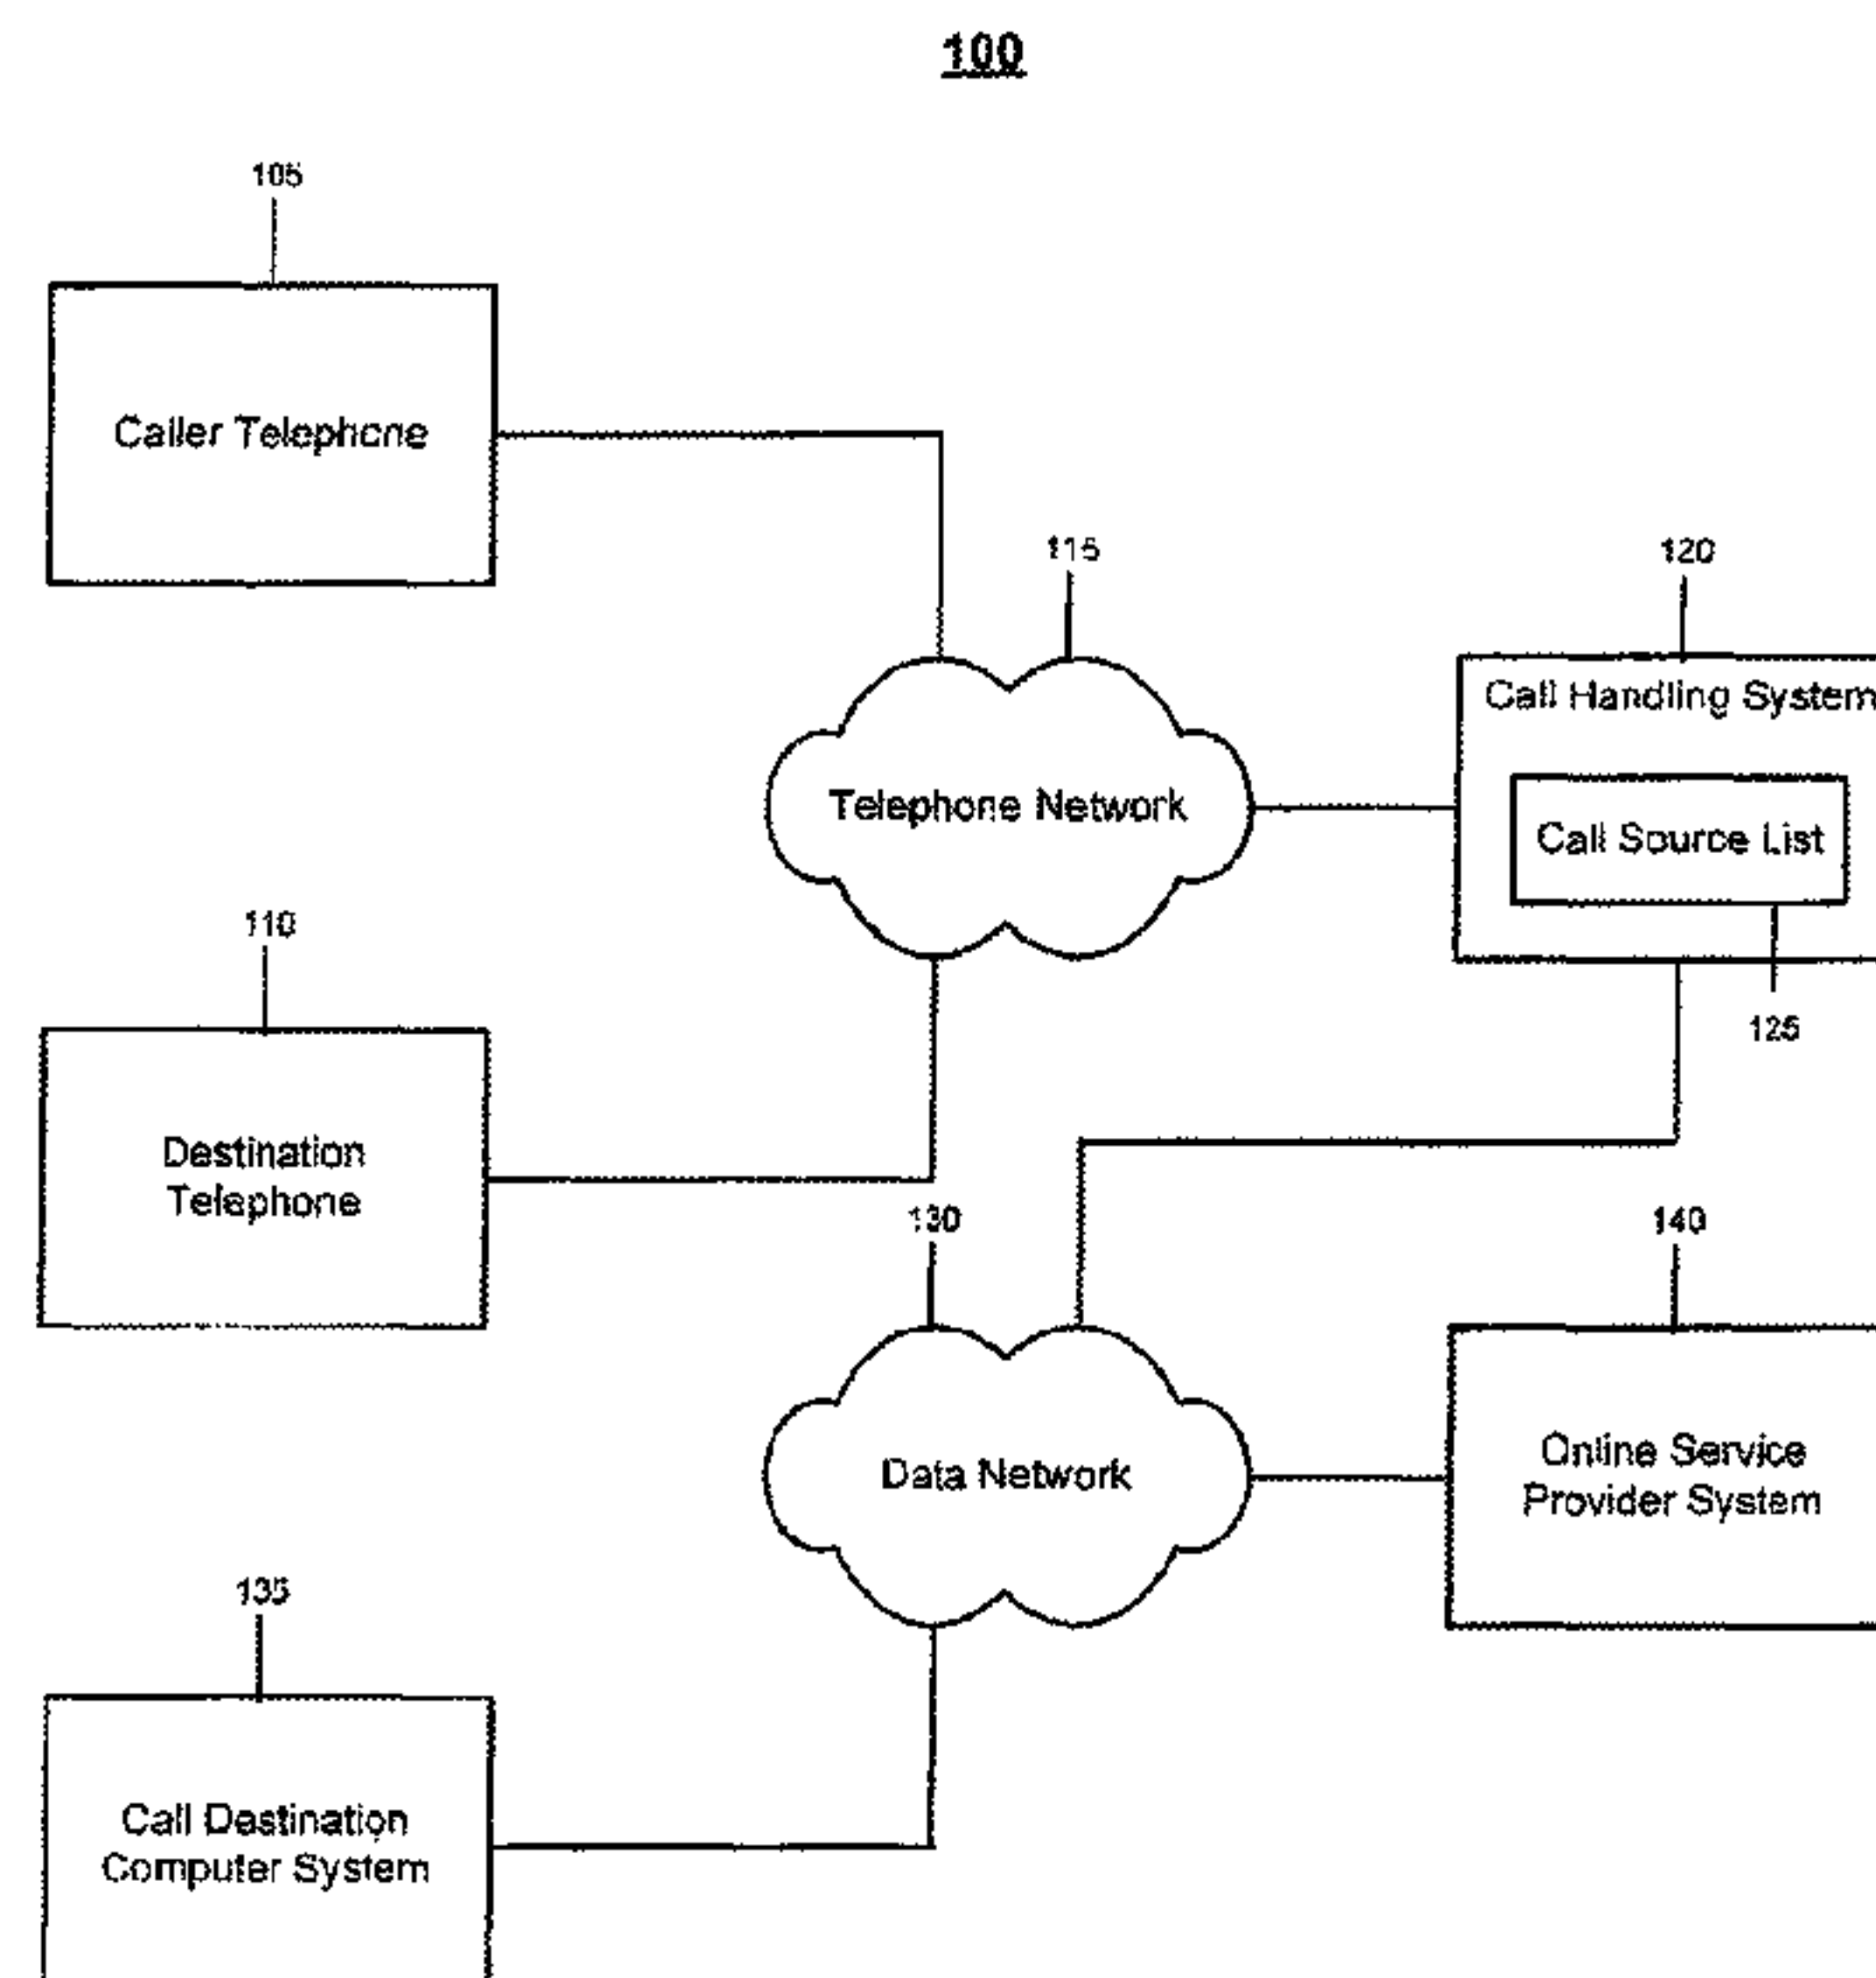 100
105
Caller Telephone
115
120
Call Handling System
Telephone Network
Call Source List
110
125
Destination
Telephone
130
140
Data Network
Online Service
Provider System
135
Call Destination
Computer System